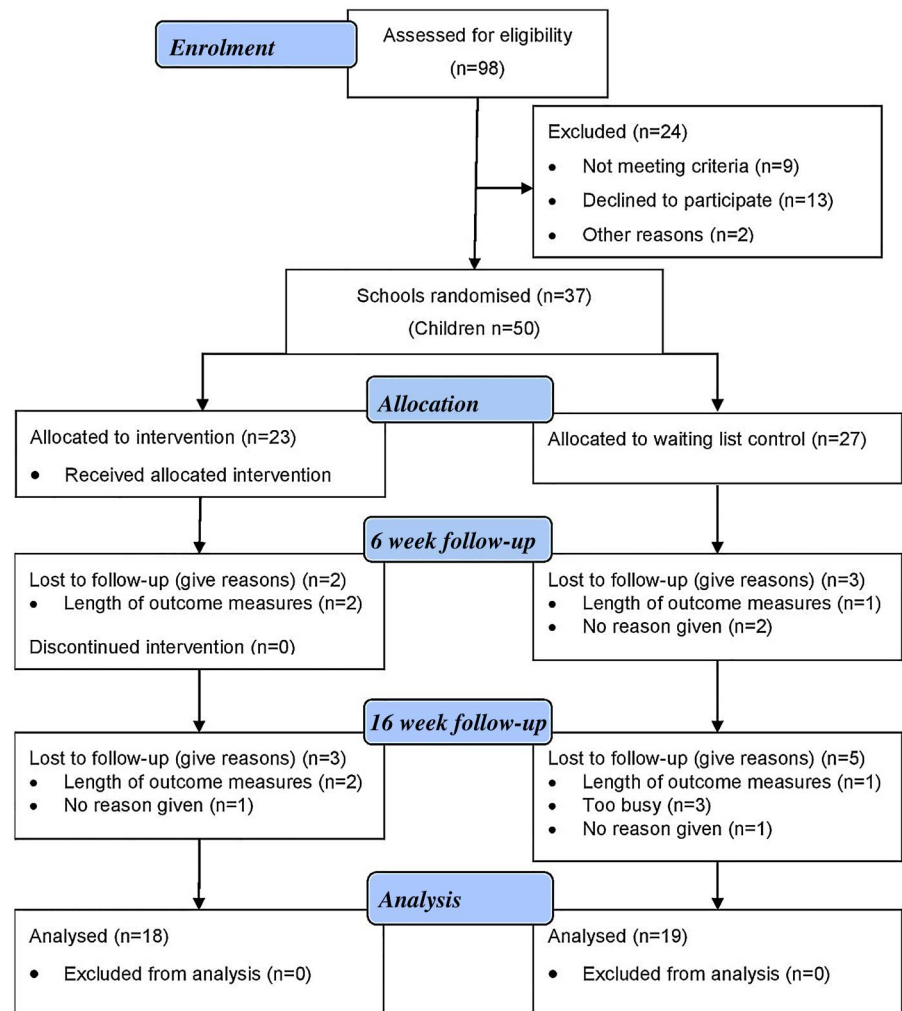 Enrolment
Assessed for eligibility
(n=98)
Excluded (n=24)
• Not meeting criteria (n=9)
• Declined to participate (n=13)
• Other reasons (n=2)
Schools randomised (n=37)
(Children n=50)
Allocation
Allocated to intervention (n=23)
• Received allocated intervention
Allocated to waiting list control (n=27)
6 week follow-up
Lost to follow-up (give reasons) (n=2)
• Length of outcome measures (n=2)
Discontinued intervention (n=0)
Lost to follow-up (give reasons) (n=3)
• Length of outcome measures (n=1)
• No reason given (n=2)
16 week follow-up
Lost to follow-up (give reasons) (n=3)
• Length of outcome measures (n=2)
• No reason given (n=1)
Lost to follow-up (give reasons) (n=5)
• Length of outcome measures (n=1)
• Too busy (n=3)
• No reason given (n=1)
Analysis
Analysed (n=18)
• Excluded from analysis (n=0)
Analysed (n=19)
• Excluded from analysis (n=0)